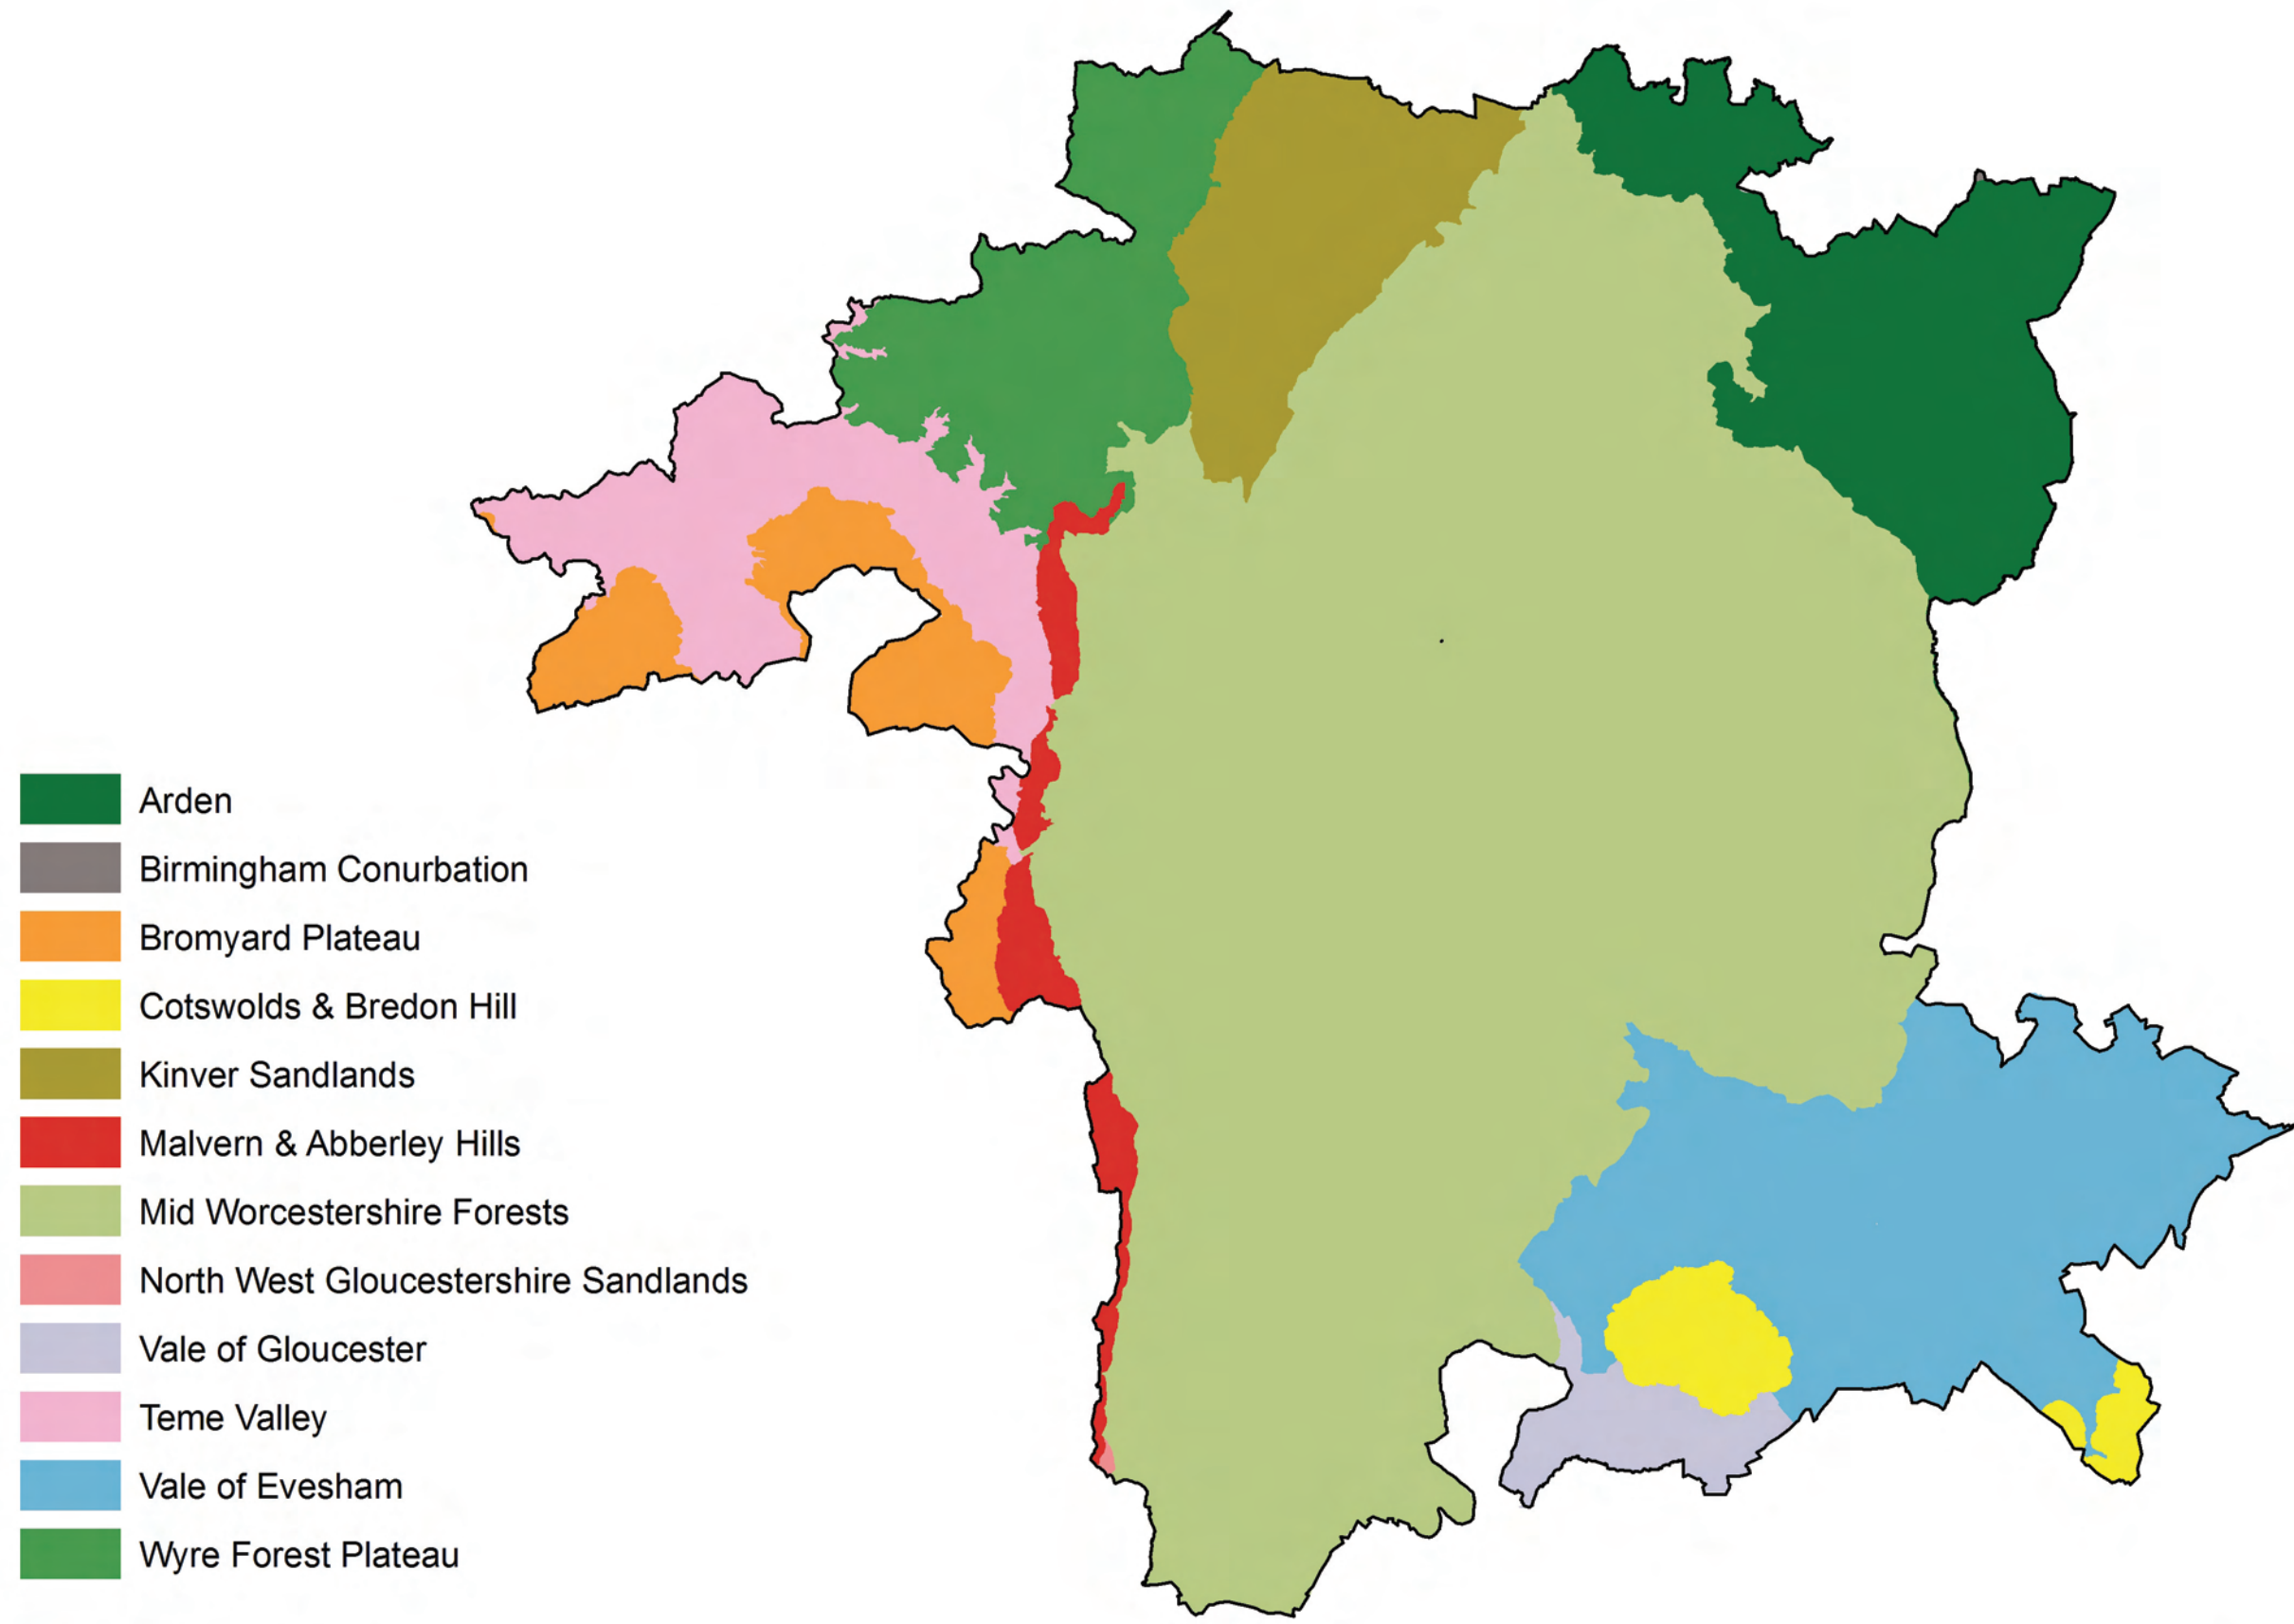 Arden
Birmingham Conurbation
Bromyard Plateau
Cotswolds & Bredon Hill
Kinver Sandlands
Malvern & Abberley Hills
Mid Worcestershire Forests
North West Gloucestershire Sandlands
Vale of Gloucester
Teme Valley
Vale of Evesham
Wyre Forest Plateau